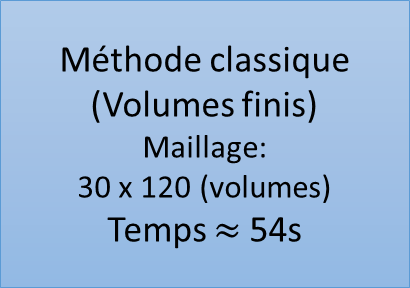 Méthode classique
(Volumes finis)
Maillage:
30 x 120 (volumes)
Temps ≈ 54s